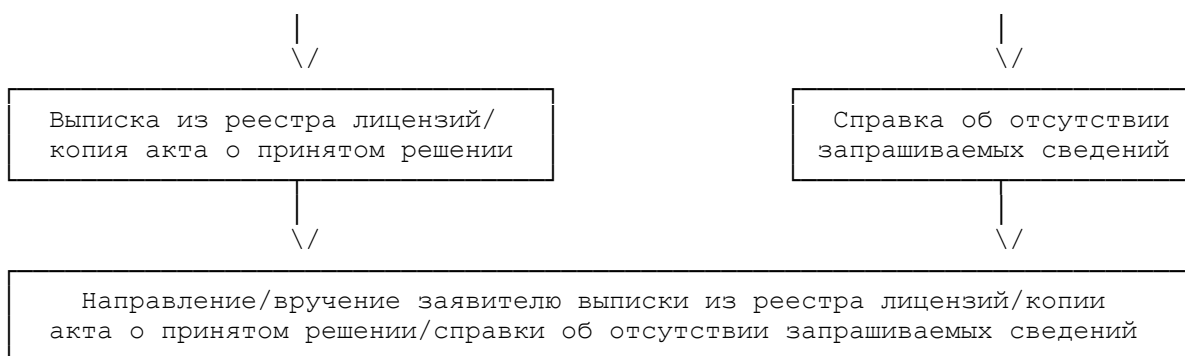 Выписка из реестра лицензий/
копия акта о принятом решении
Справка об отсутствии
запрашиваемых сведений
Направление/вручение заявителю выписки из реестра лицензий/копии
акта о принятом решении/справки об отсутствии запрашиваемых сведений